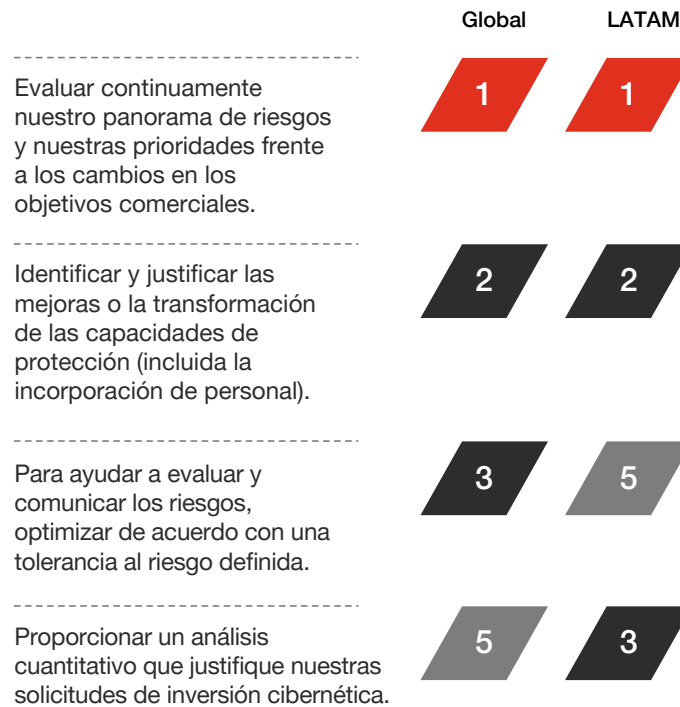 Global LATAM
Evaluar continuamente
nuestro panorama de riesgos
y nuestras prioridades frente
a los cambios en los
objetivos comerciales.
1 1
Identificar y justificar las
mejoras o la transformación
de las capacidades de
protección (incluida la
incorporación de personal).
2 2
Para ayudar a evaluar y
comunicar los riesgos,
optimizar de acuerdo con una
tolerancia al riesgo definida.
3 5
Proporcionar un análisis
cuantitativo que justifique nuestras
solicitudes de inversión cibernética.
5 3